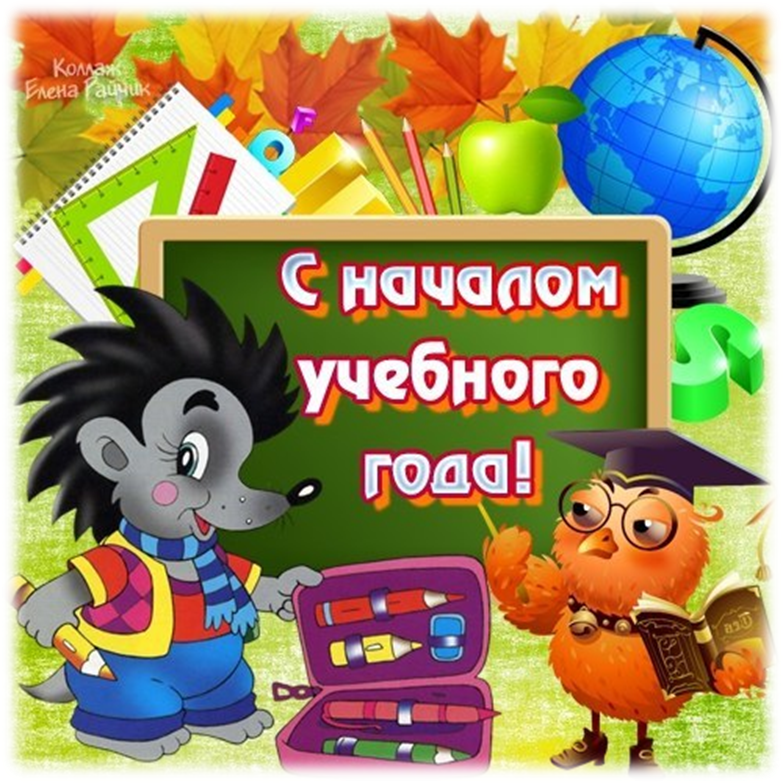 Коллаж
Елена Райчик
С началом
учебного
года!